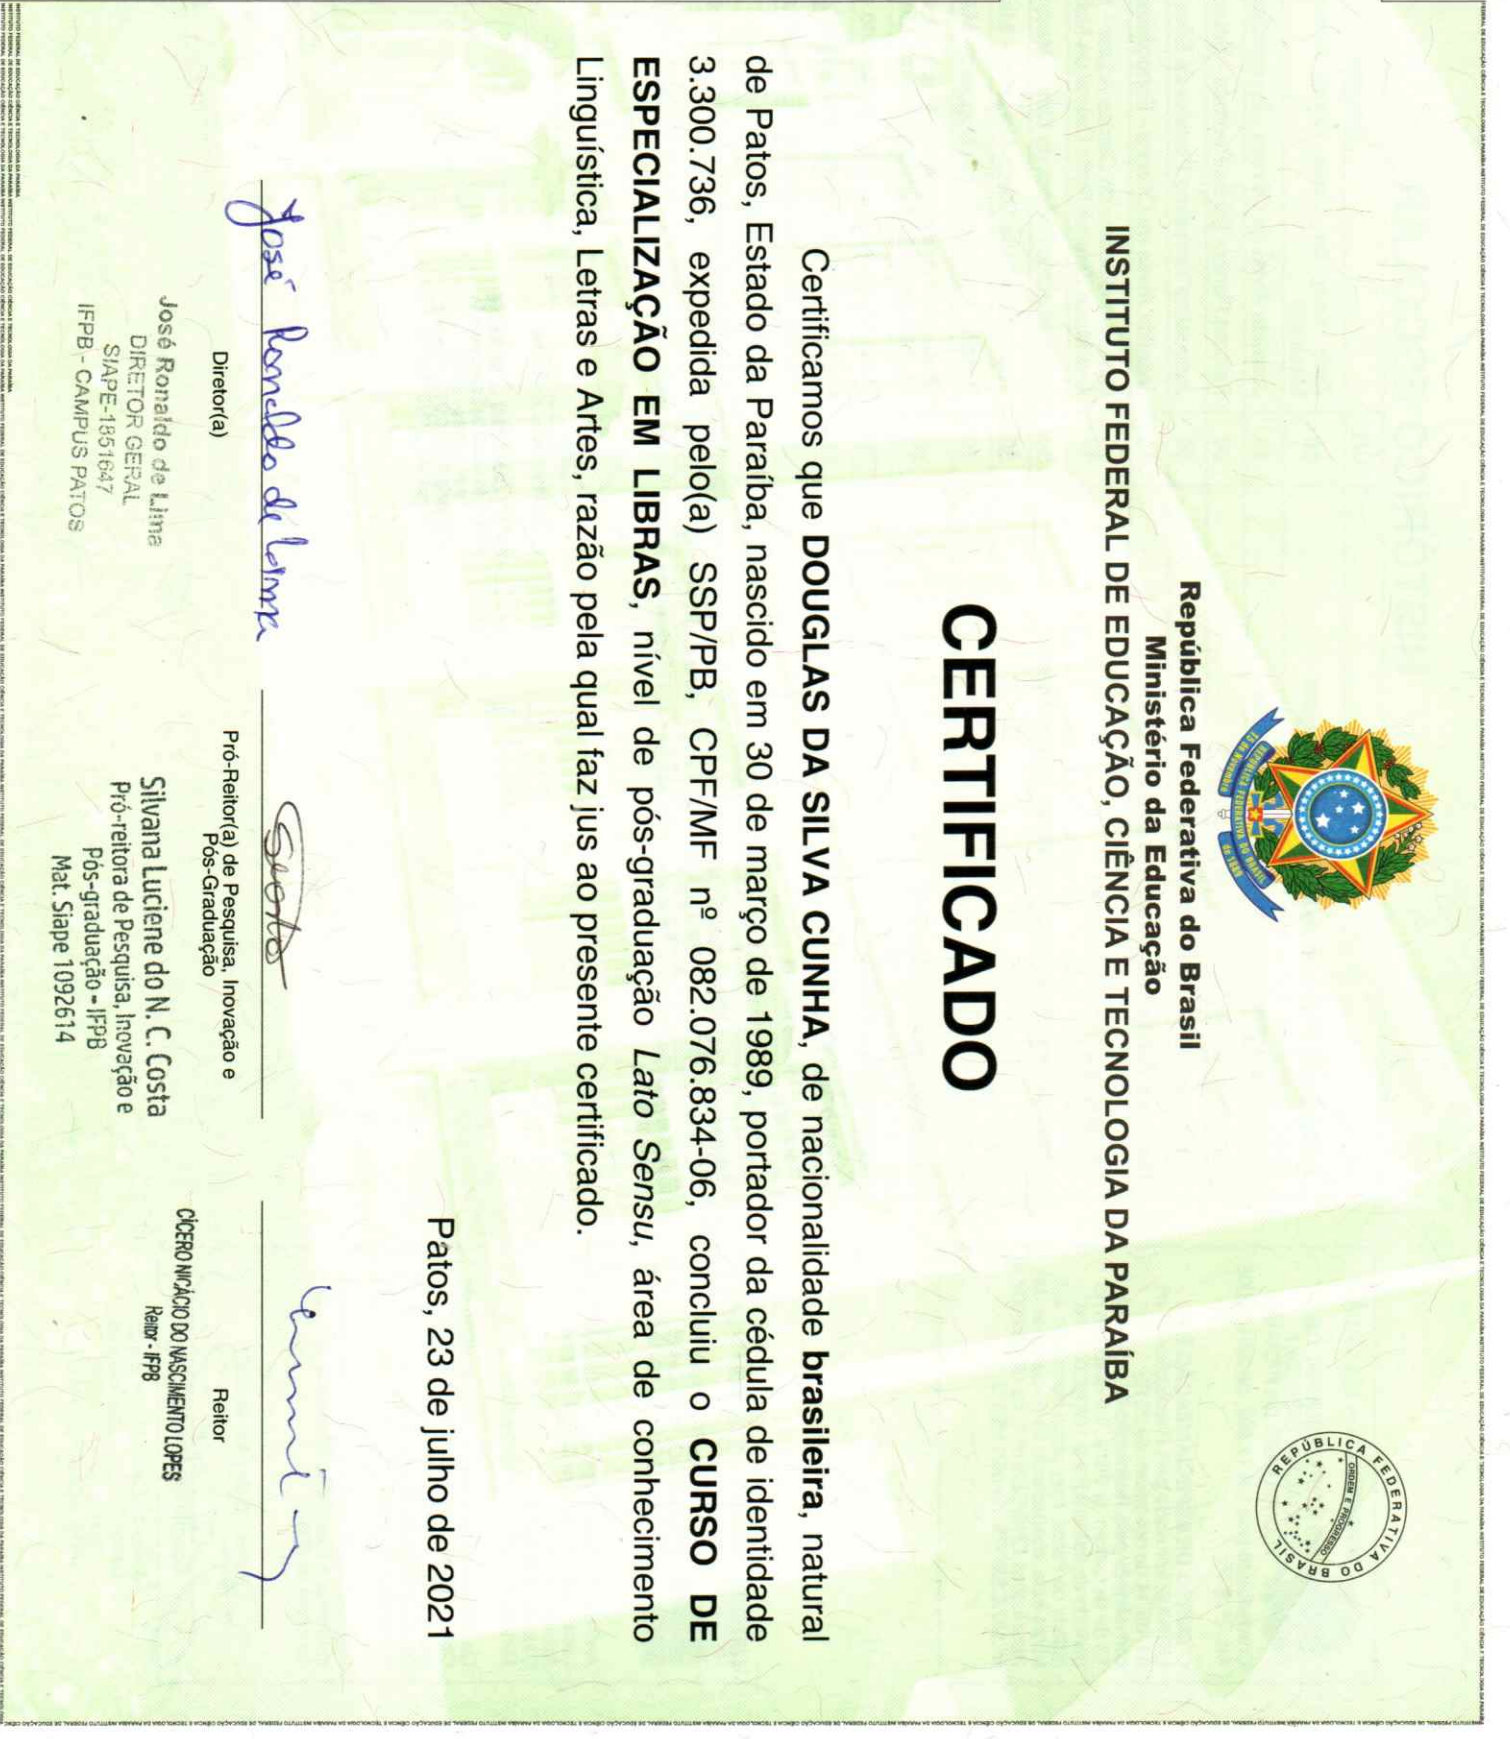 República Federativa do Brasil
Ministério da Educação
INSTITUTO FEDERAL DE EDUCAÇÃO, CIÊNCIA E TECNOLOGIA DA PARAÍBA
REPÚBLICA FEDERATIVA DO BRASIL
ORDEM E PROGRESSO
CERTIFICADO
Certificamos que DOUGLAS DA SILVA CUNHA, de nacionalidade brasileira, natural
de Patos, Estado da Paraíba, nascido em 30 de março de 1989, portador da cédula de identidade
3.300.736, expedida pelo(a) SSP/PB, CPF/MF nº 082.076.834-06, concluiu o CURSO DE
ESPECIALIZAÇÃO EM LIBRAS, nível de pós-graduação Lato Sensu, área de conhecimento
Linguística, Letras e Artes, razão pela qual faz jus ao presente certificado.
Patos, 23 de julho de 2021
José Ronaldo de Lima
Diretor(a)
José Ronaldo de Lima
DIRETOR GERAL
SIAPE-1851647
IFPB - CAMPUS PATOS
Pró-Reitor(a) de Pesquisa, Inovação e
Pós-Graduação
Silvana Luciene do N. C. Costa
Pró-reitora de Pesquisa, Inovação e
Pós-graduação - IFPB
Mat. Siape 1092614
Reitor
CÍCERO NICÁCIO DO NASCIMENTO LOPES
Reitor - IFPB